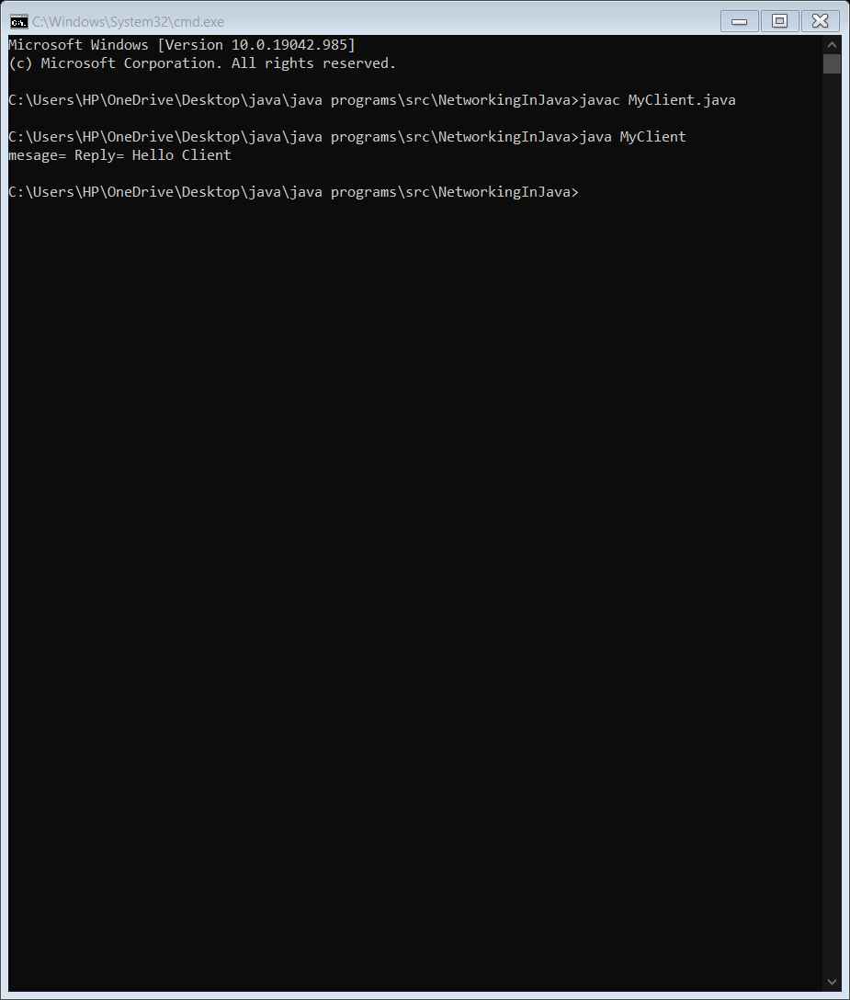 C:\Windows\System32\cmd.exe
Microsoft Windows [Version 10.0.19042.985]
(c) Microsoft Corporation. All rights reserved.
C:\Users\HP\OneDrive\Desktop\java\java programs\src\NetworkingInJava>javac MyClient.java
C:\Users\HP\OneDrive\Desktop\java\java programs\src\NetworkingInJava>java MyClient
mesage= Reply= Hello Client
C:\Users\HP\OneDrive\Desktop\java\java programs\src\NetworkingInJava>